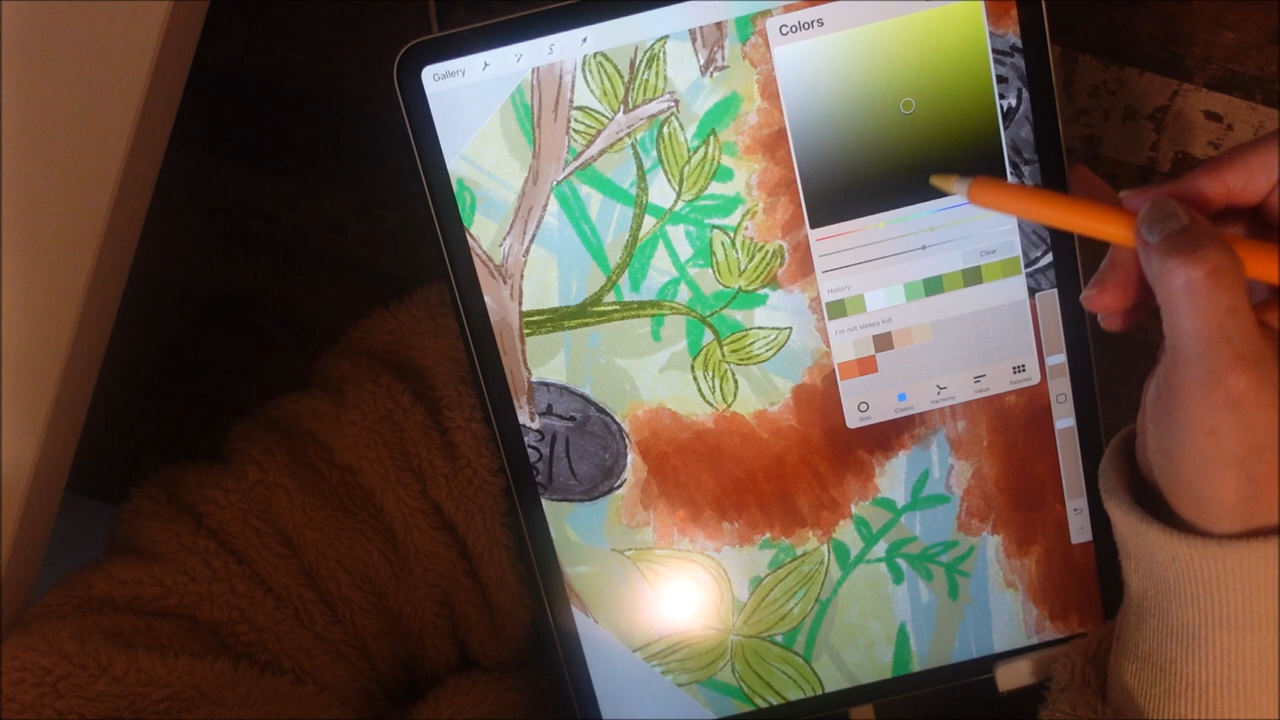 Gallery
Colors
Clear
History
I'm not sleepy kid
Disc
Classic
Harmony
Value
Palettes